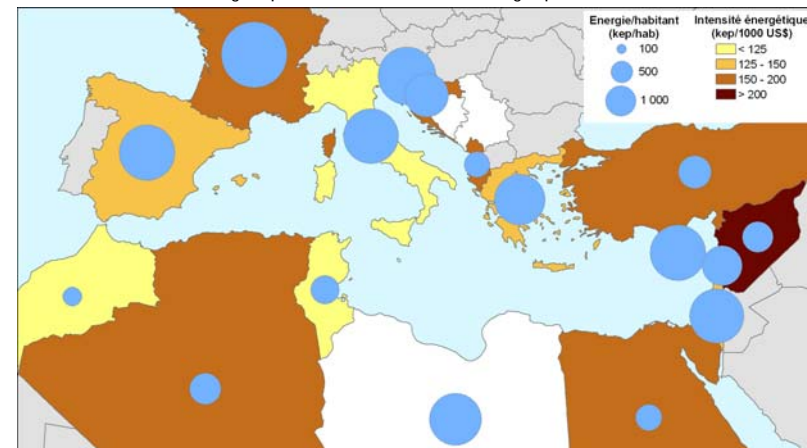 Energie/habitant
(kep/hab)
100
500
1 000
Intensité énergétique
(kep/1000 US$)
< 125
125 - 150
150 - 200
> 200